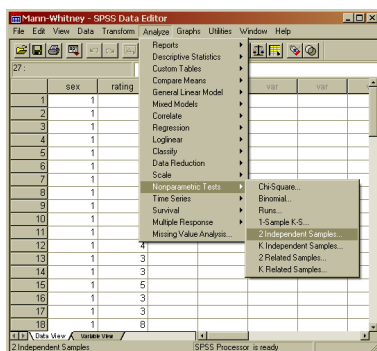 Mann-Whitney - SPSS Data Editor
File Edit View Data Transform Analyze Graphs Utilities Window Help
27 :
Reports
Descriptive Statistics
Custom Tables
Compare Means
General Linear Model
Mixed Models
Correlate
Regression
Loglinear
Classify
Data Reduction
Scale
Nonparametric Tests
Time Series
Survival
Multiple Response
Missing Value Analysis...
Chi-Square...
Binomial...
Runs...
1-Sample K-S...
2 Independent Samples...
K Independent Samples...
2 Related Samples...
K Related Samples...
sex rating var var
1 1
2 1
3 1
4 1
5 1
6 1
7 1
8 1
9 1
10 1
11 1
12 1 4
13 1 3
14 1 3
15 1 5
16 1 3
17 1 3
18 1 8
Data View Variable View
2 Independent Samples SPSS Processor is ready